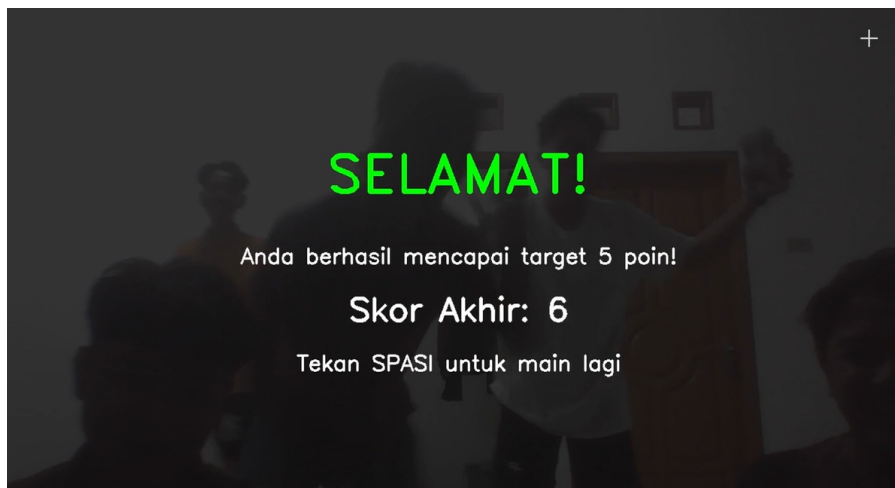 SELAMAT!
Anda berhasil mencapai target 5 poin!
Skor Akhir: 6
Tekan SPASI untuk main lagi